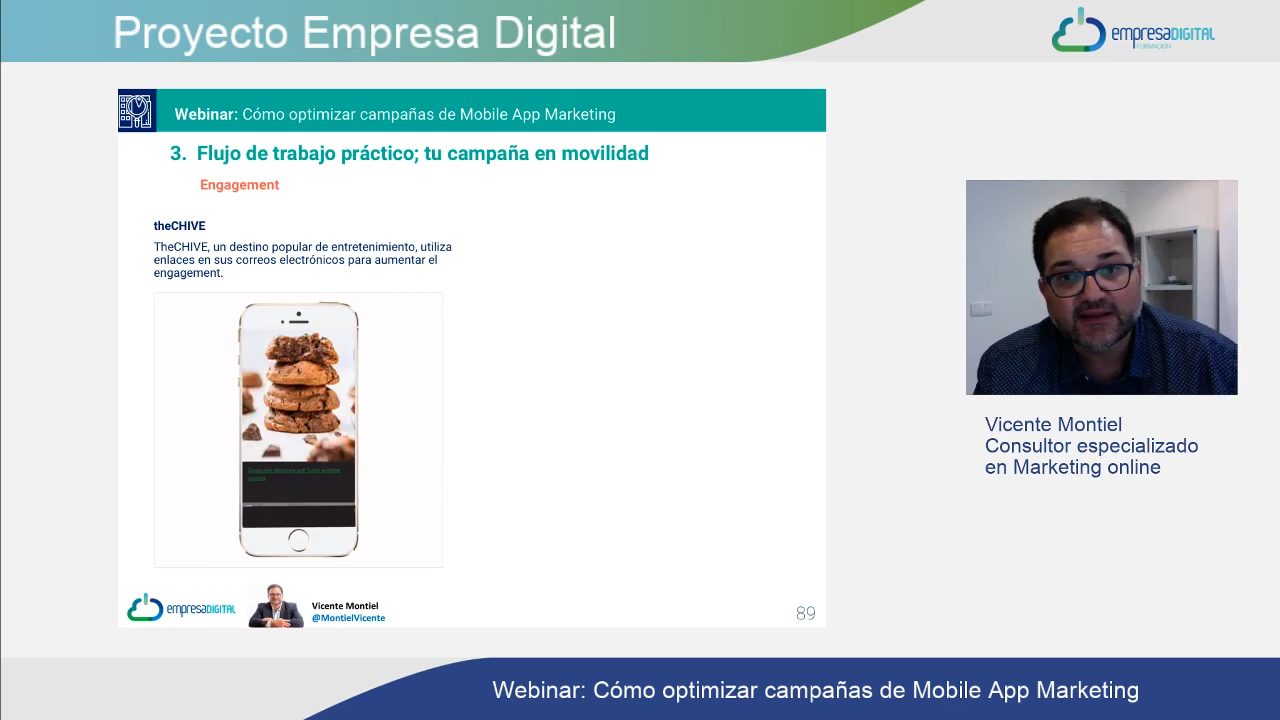 Proyecto Empresa Digital
empresaDIGITAL
FORMACIÓN
Webinar: Cómo optimizar campañas de Mobile App Marketing
3. Flujo de trabajo práctico; tu campaña en movilidad
Engagement
theCHIVE
TheCHIVE, un destino popular de entretenimiento, utiliza
enlaces en sus correos electrónicos para aumentar el
engagement.
Vicente Montiel
Consultor especializado
en Marketing online
empresaDIGITAL
Vicente Montiel
@MontielVicente
89
Webinar: Cómo optimizar campañas de Mobile App Marketing